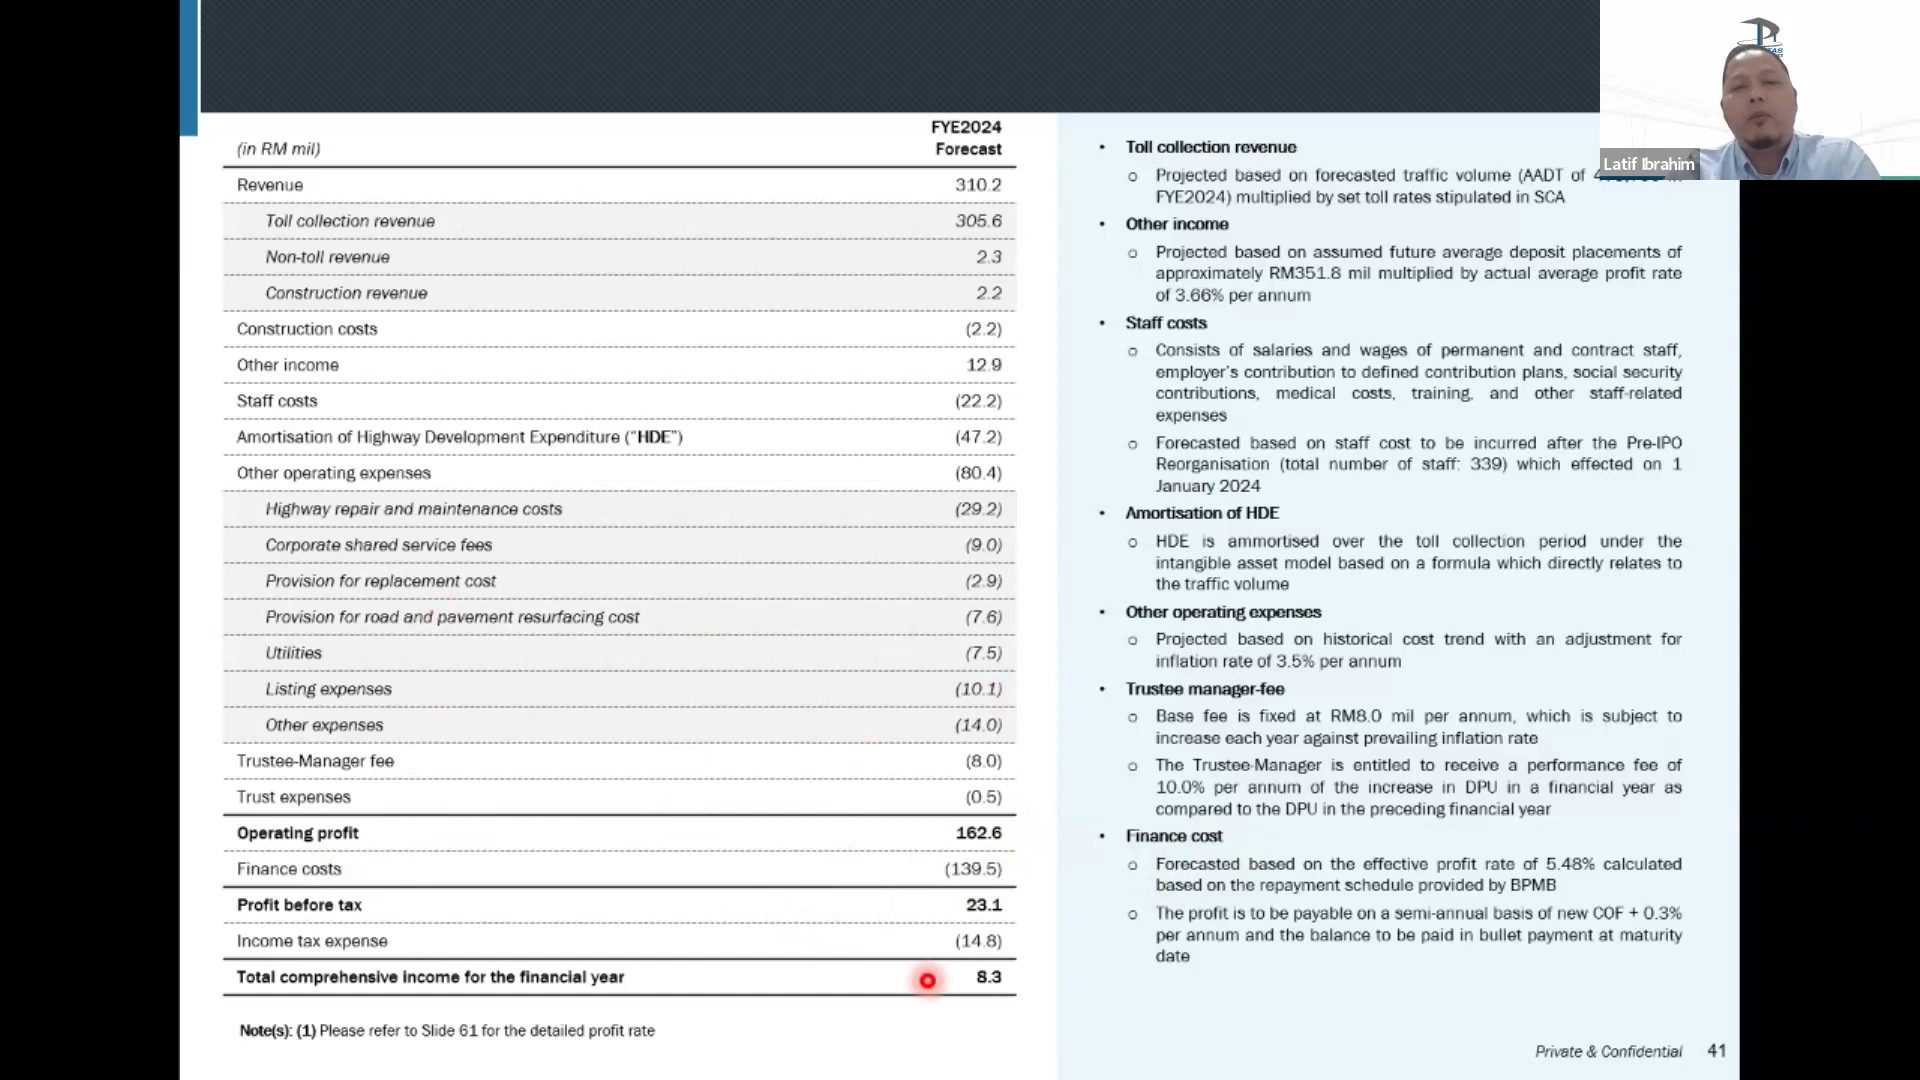 FYE2024
(in RM mil) Forecast
Revenue 310.2
Toll collection revenue 305.6
Non-toll revenue 2.3
Construction revenue 2.2
Construction costs (2.2)
Other income 12.9
Staff costs (22.2)
Amortisation of Highway Development Expenditure ("HDE") (47.2)
Other operating expenses (80.4)
Highway repair and maintenance costs (29.2)
Corporate shared service fees (9.0)
Provision for replacement cost (2.9)
Provision for road and pavement resurfacing cost (7.6)
Utilities (7.5)
Listing expenses (10.1)
Other expenses (14.0)
Trustee-Manager fee (8.0)
Trust expenses (0.5)
Operating profit 162.6
Finance costs (139.5)
Profit before tax 23.1
Income tax expense (14.8)
Total comprehensive income for the financial year 8.3
Note(s): (1) Please refer to Slide 61 for the detailed profit rate
• Toll collection revenue
o Projected based on forecasted traffic volume (AADT of
FYE2024) multiplied by set toll rates stipulated in SCA
• Other income
o Projected based on assumed future average deposit placements of
approximately RM351.8 mil multiplied by actual average profit rate
of 3.66% per annum
• Staff costs
o Consists of salaries and wages of permanent and contract staff,
employer's contribution to defined contribution plans, social security
contributions, medical costs, training, and other staff-related
expenses
o Forecasted based on staff cost to be incurred after the Pre-IPO
Reorganisation (total number of staff: 339) which effected on 1
January 2024
• Amortisation of HDE
o HDE is ammortised over the toll collection period under the
intangible asset model based on a formula which directly relates to
the traffic volume
• Other operating expenses
o Projected based on historical cost trend with an adjustment for
inflation rate of 3.5% per annum
• Trustee manager-fee
o Base fee is fixed at RM8.0 mil per annum, which is subject to
increase each year against prevailing inflation rate
o The Trustee-Manager is entitled to receive a performance fee of
10.0% per annum of the increase in DPU in a financial year as
compared to the DPU in the preceding financial year
• Finance cost
o Forecasted based on the effective profit rate of 5.48% calculated
based on the repayment schedule provided by BPMB
o The profit is to be payable on a semi-annual basis of new COF + 0.3%
per annum and the balance to be paid in bullet payment at maturity
date
Private & Confidential 41
Latif Ibrahim